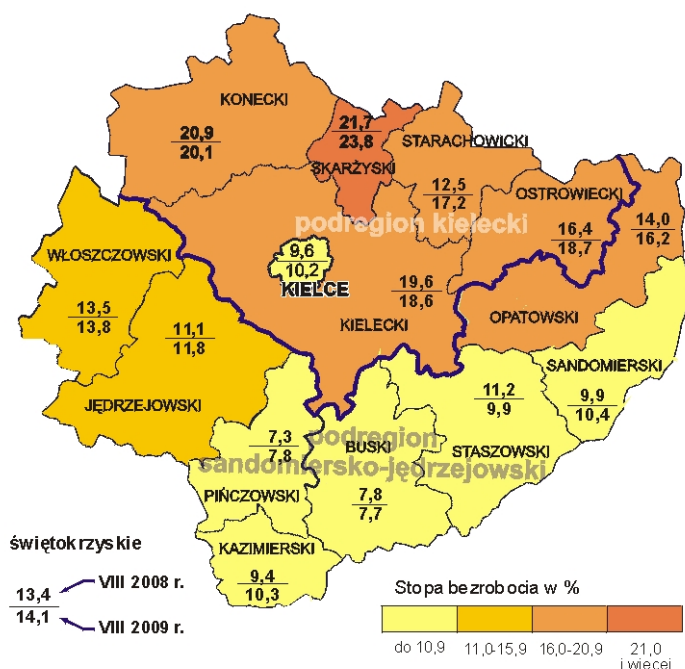 KONECKI
20,9
20,1
21,7
23,8
SKARŻYSKI
STARACHOWICKI
12,5
17,2
OSTROWIECKI
16,4
18,7
14,0
16,2
podregion kielecki
WŁOSZCZOWSKI
13,5
13,8
9,6
10,2
KIELCE
19,6
18,6
KIELECKI
OPATOWSKI
11,1
11,8
JĘDRZEJOWSKI
SANDOMIERSKI
9,9
10,4
11,2
9,9
STASZOWSKI
7,3
7,8
PIŃCZOWSKI
podregion
sandomiersko-jędrzejowski
BUSKI
7,8
7,7
KAZIMIERSKI
9,4
10,3
świętokrzyskie
13,4
VIII 2008 r.
14,1
VIII 2009 r.
Stopa bezrobocia w %
do 10,9
11,0-15,9
16,0-20,9
21,0
i więcej